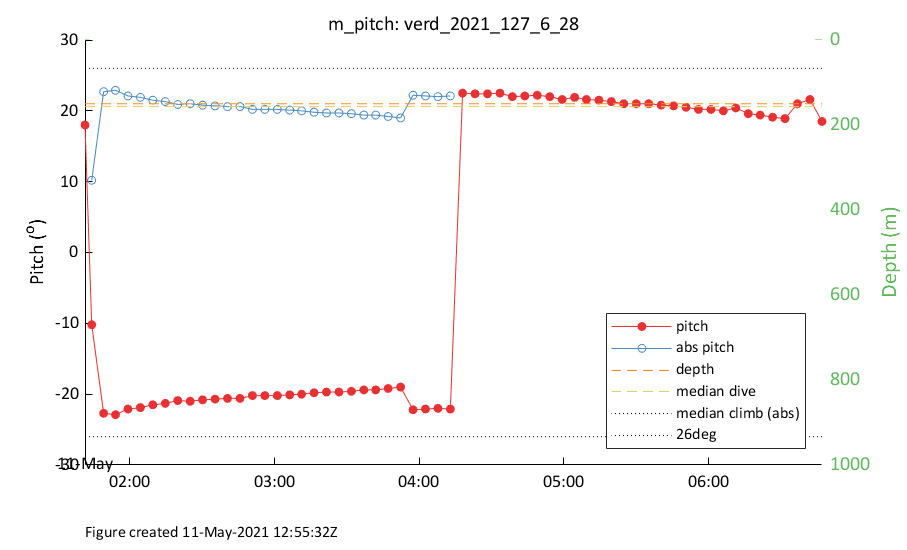 m_pitch: verd_2021_127_6_28
30
20
10
0
-10
-20
-30
Pitch (º)
0
200
400
600
800
1000
Depth (m)
pitch
abs pitch
depth
median dive
median climb (abs)
26deg
11-May
02:00
03:00
04:00
05:00
06:00
Figure created 11-May-2021 12:55:32Z